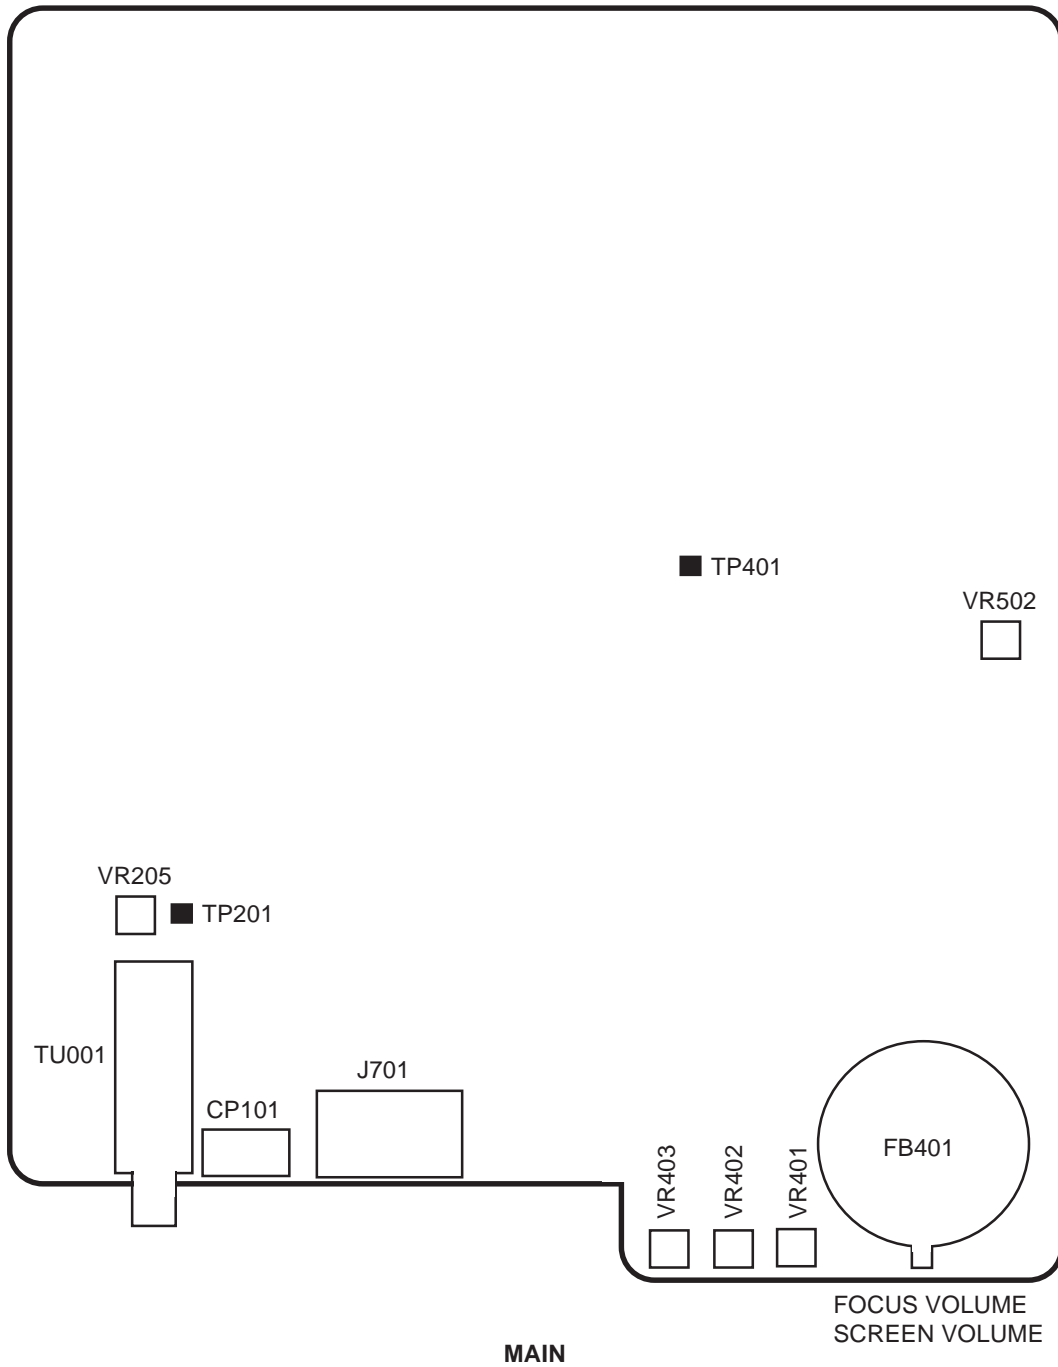 TP401
VR502
VR205
TP201
TU001
CP101
J701
VR403
VR402
VR401
FB401
FOCUS VOLUME
SCREEN VOLUME
MAIN